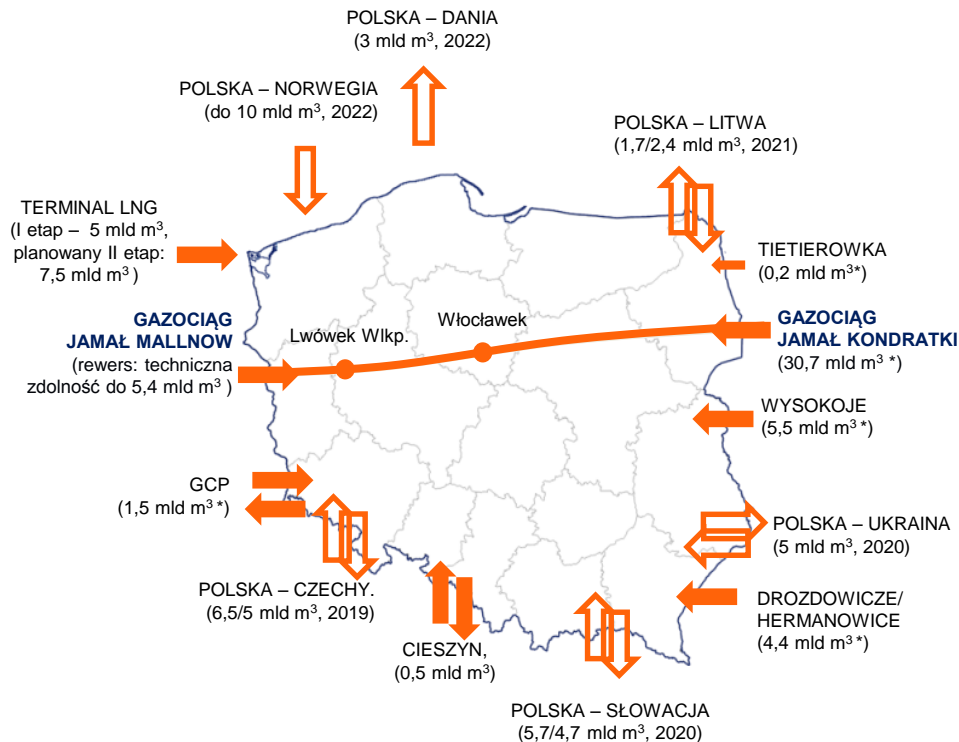 POLSKA – DANIA
(3 mld m³, 2022)
POLSKA – NORWEGIA
(do 10 mld m³, 2022)
POLSKA – LITWA
(1,7/2,4 mld m³, 2021)
TERMINAL LNG
(I etap – 5 mld m³,
planowany II etap:
7,5 mld m³ )
TIETIEROWKA
(0,2 mld m³*)
GAZOCIĄG
JAMAŁ MALLNOW
(rewers: techniczna
zdolność do 5,4 mld m³ )
Lwówek Wlkp.
Włocławek
GAZOCIĄG
JAMAŁ KONDRATKI
(30,7 mld m³ *)
WYSOKOJE
(5,5 mld m³ *)
GCP
(1,5 mld m³ *)
POLSKA – UKRAINA
(5 mld m³, 2020)
POLSKA – CZECHY.
(6,5/5 mld m³, 2019)
DROZDOWICZE/
HERMANOWICE
(4,4 mld m³ *)
CIESZYN,
(0,5 mld m³)
POLSKA – SŁOWACJA
(5,7/4,7 mld m³, 2020)